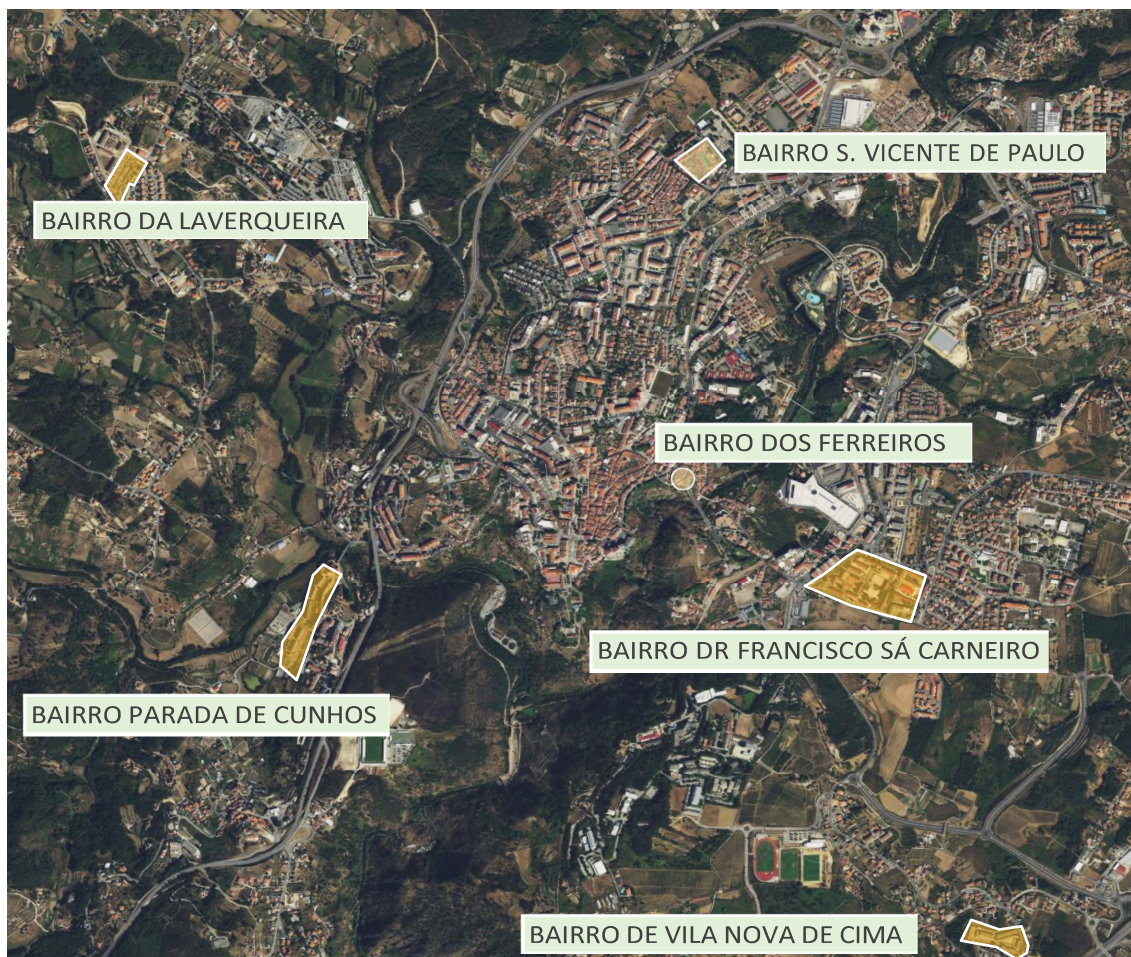 BAIRRO S. VICENTE DE PAULO
BAIRRO DA LAVERQUEIRA
BAIRRO DOS FERREIROS
BAIRRO DR FRANCISCO SÁ CARNEIRO
BAIRRO PARADA DE CUNHOS
BAIRRO DE VILA NOVA DE CIMA